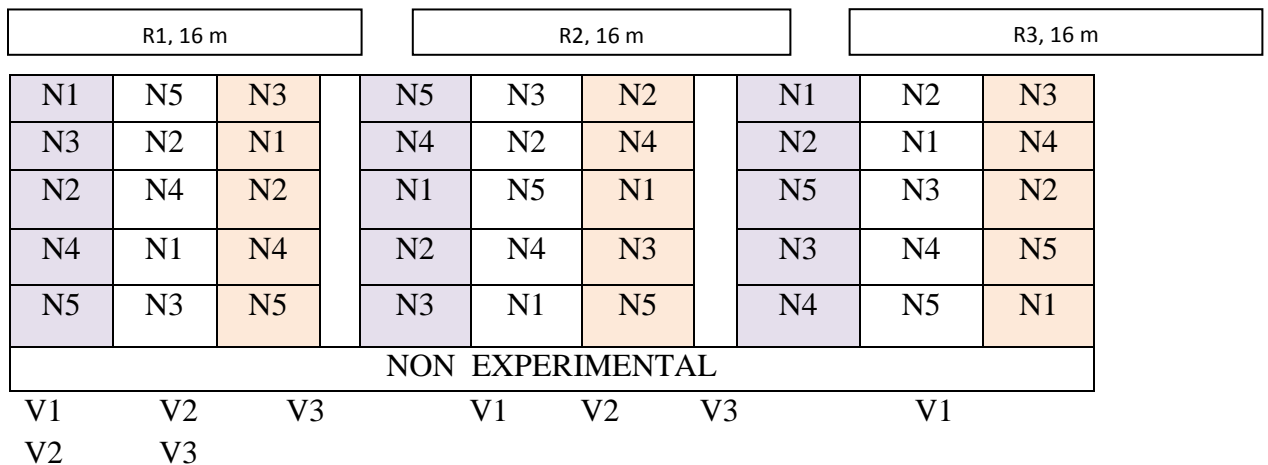 R1, 16 m R2, 16 m R3, 16 m
N1 N5 N3 N5 N3 N2 N1 N2 N3
N3 N2 N1 N4 N2 N4 N2 N1 N4
N2 N4 N2 N1 N5 N1 N5 N3 N2
N4 N1 N4 N2 N4 N3 N3 N4 N5
N5 N3 N5 N3 N1 N5 N4 N5 N1
NON EXPERIMENTAL
V1 V2 V3 V1 V2 V3 V1
V2 V3